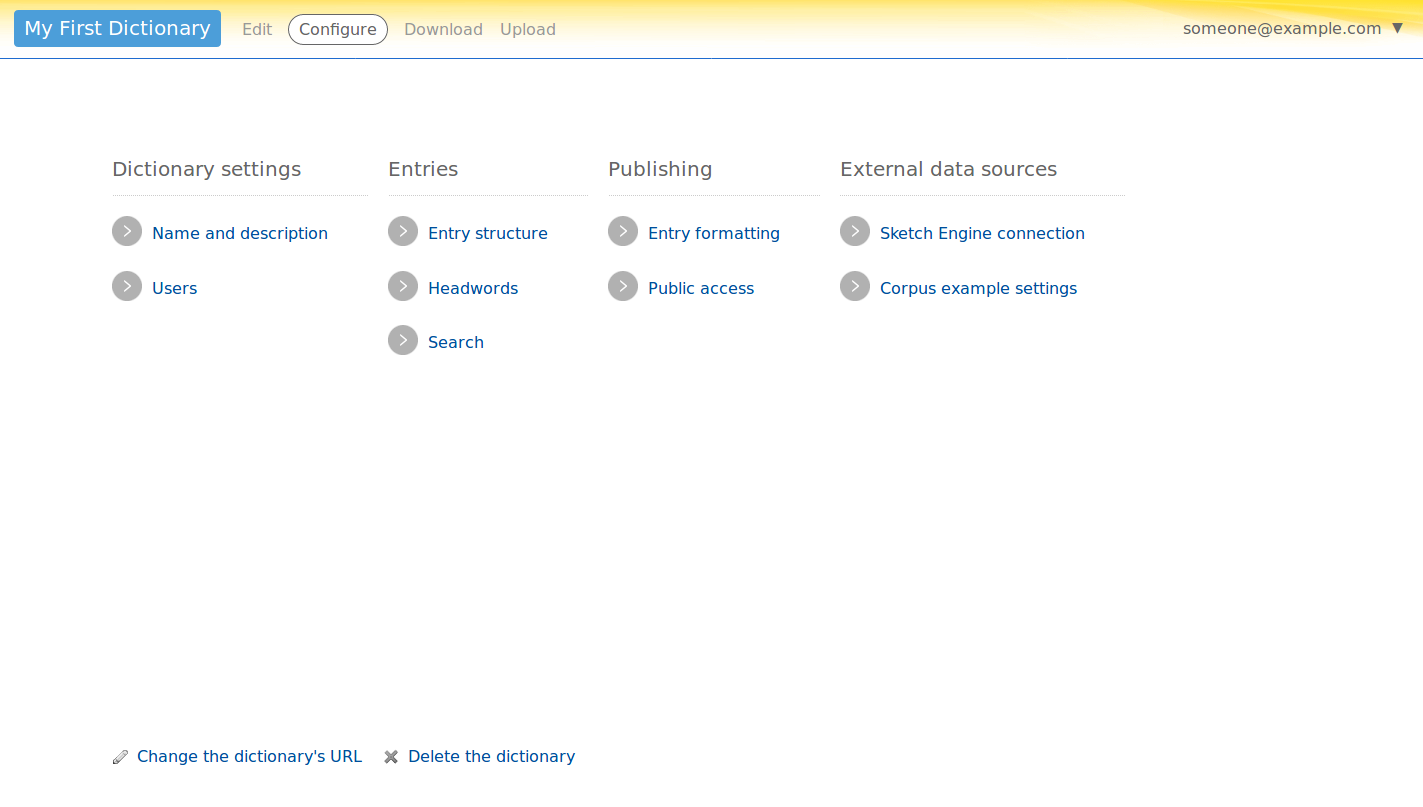 My First Dictionary Edit Configure Download Upload someone@example.com ▼
Dictionary settings
Name and description
Users
Entries
Entry structure
Headwords
Search
Publishing
Entry formatting
Public access
External data sources
Sketch Engine connection
Corpus example settings
Change the dictionary's URL Delete the dictionary